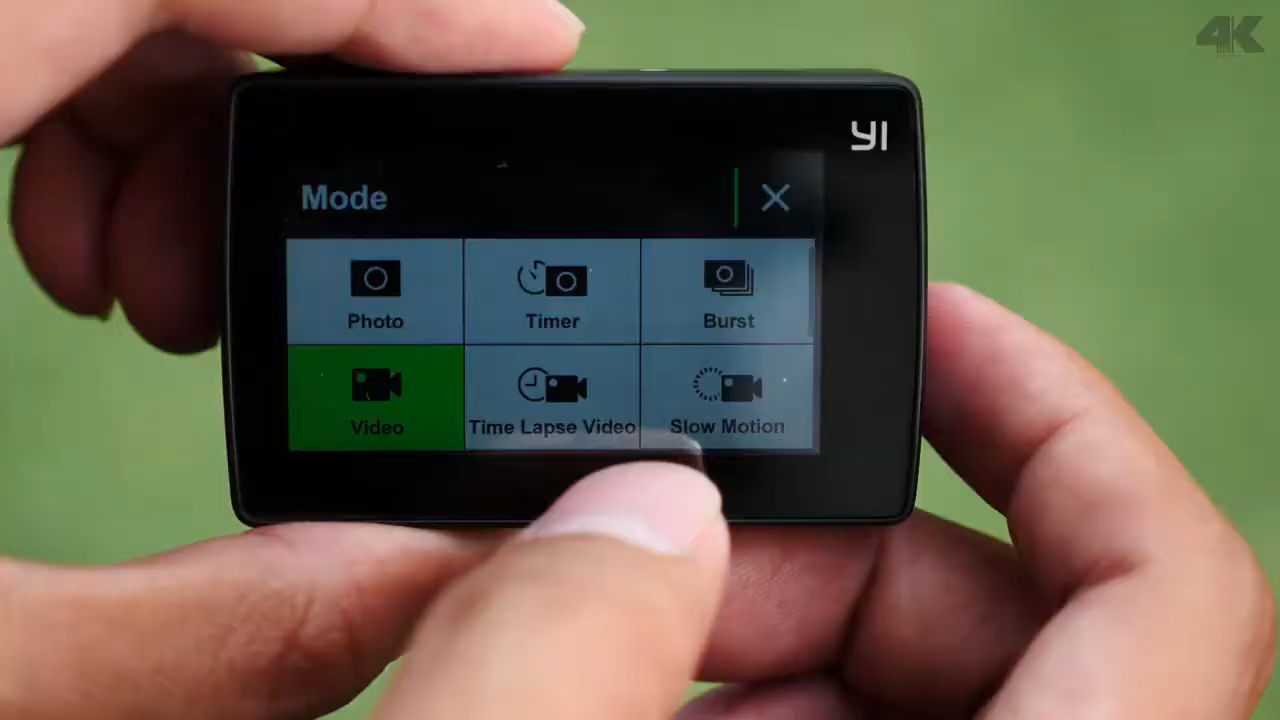 4K
YI
Mode
Photo
Timer
Burst
Video
Time Lapse Video
Slow Motion